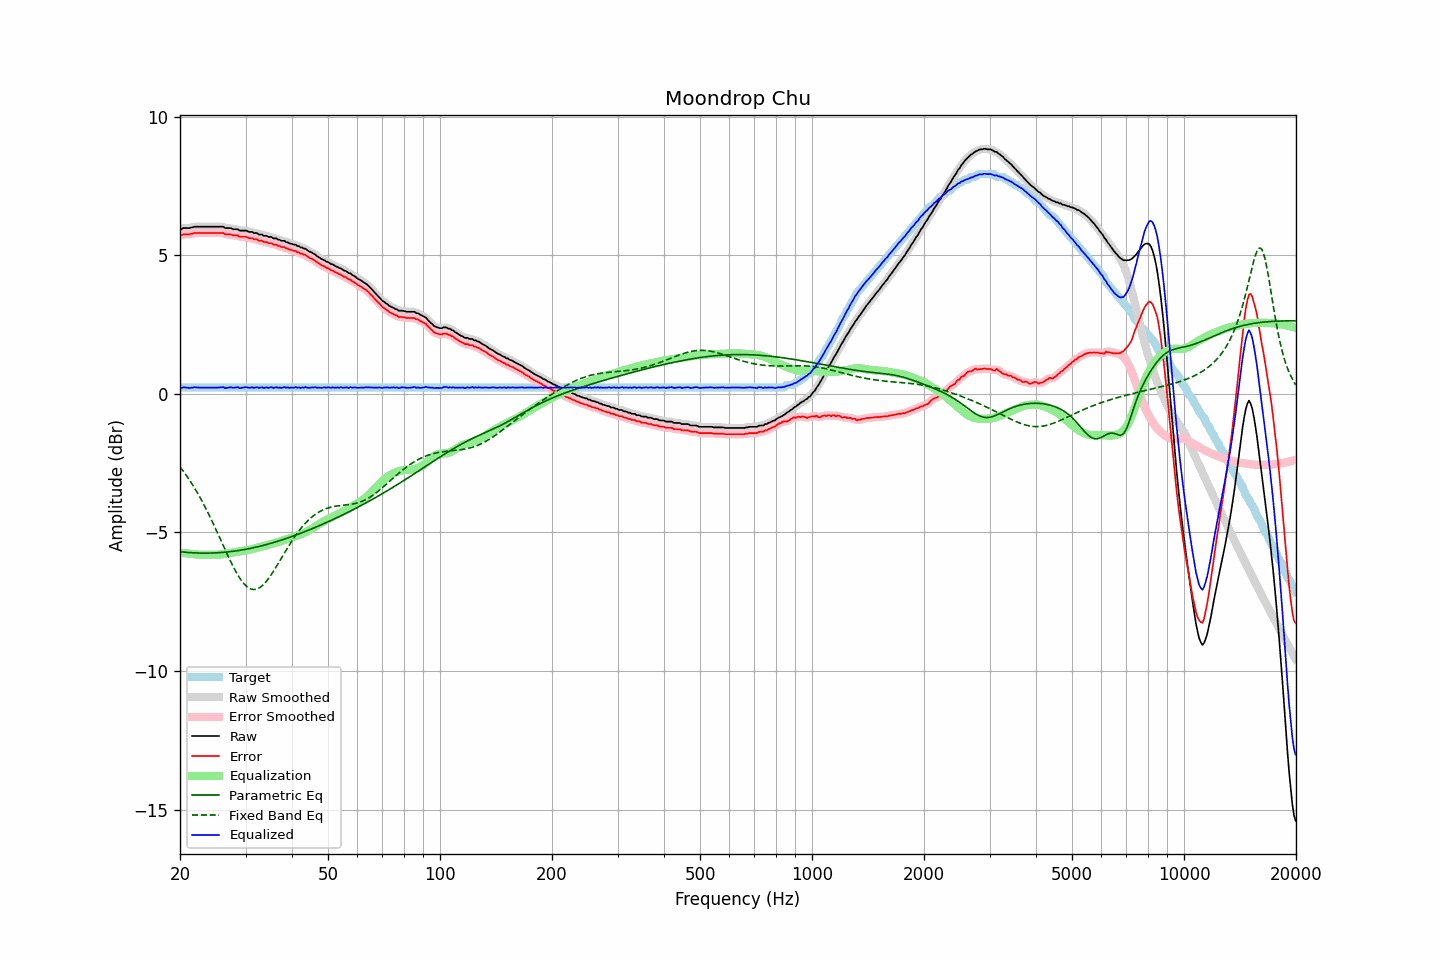 Moondrop Chu
Amplitude (dBr)
10
5
0
−5
−10
−15
Target
Raw Smoothed
Error Smoothed
Raw
Error
Equalization
Parametric Eq
Fixed Band Eq
Equalized
20 50 100 200 500 1000 2000 5000 10000 20000
Frequency (Hz)